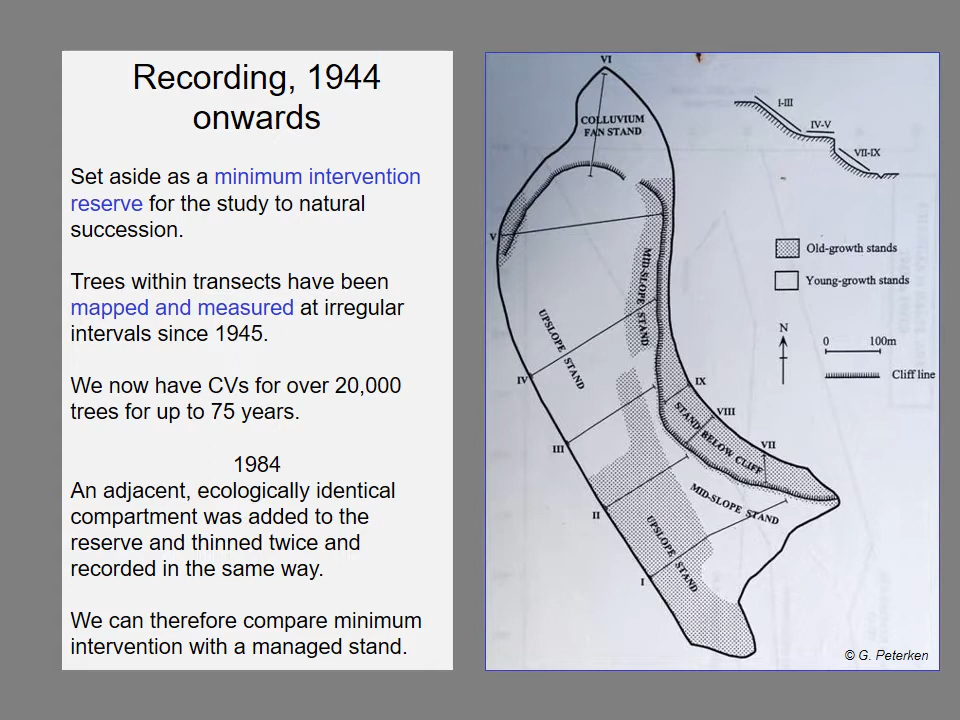 Recording, 1944
onwards
Set aside as a minimum intervention
reserve for the study to natural
succession.
Trees within transects have been
mapped and measured at irregular
intervals since 1945.
We now have CVs for over 20,000
trees for up to 75 years.
1984
An adjacent, ecologically identical
compartment was added to the
reserve and thinned twice and
recorded in the same way.
We can therefore compare minimum
intervention with a managed stand.
VI
COLLUVIUM
FAN STAND
I-III
IV-V
VII-IX
V
MID-SLOPE STAND
Old-growth stands
Young-growth stands
UPSLOPE STAND
N
0 100m
Cliff line
IV
IX
VIII
STAND BELOW CLIFF
VII
III
MID-SLOPE STAND
II
UPSLOPE STAND
I
© G. Peterken